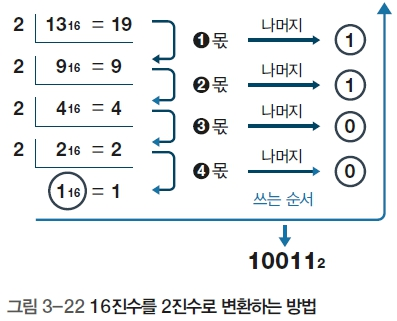 2 13₁₆ = 19 ❶ 몫 나머지 1
2 9₁₆ = 9 ❷ 몫 나머지 1
2 4₁₆ = 4 ❸ 몫 나머지 0
2 2₁₆ = 2 ❹ 몫 나머지 0
1₁₆ = 1 쓰는 순서
10011₂
그림 3-22 16진수를 2진수로 변환하는 방법